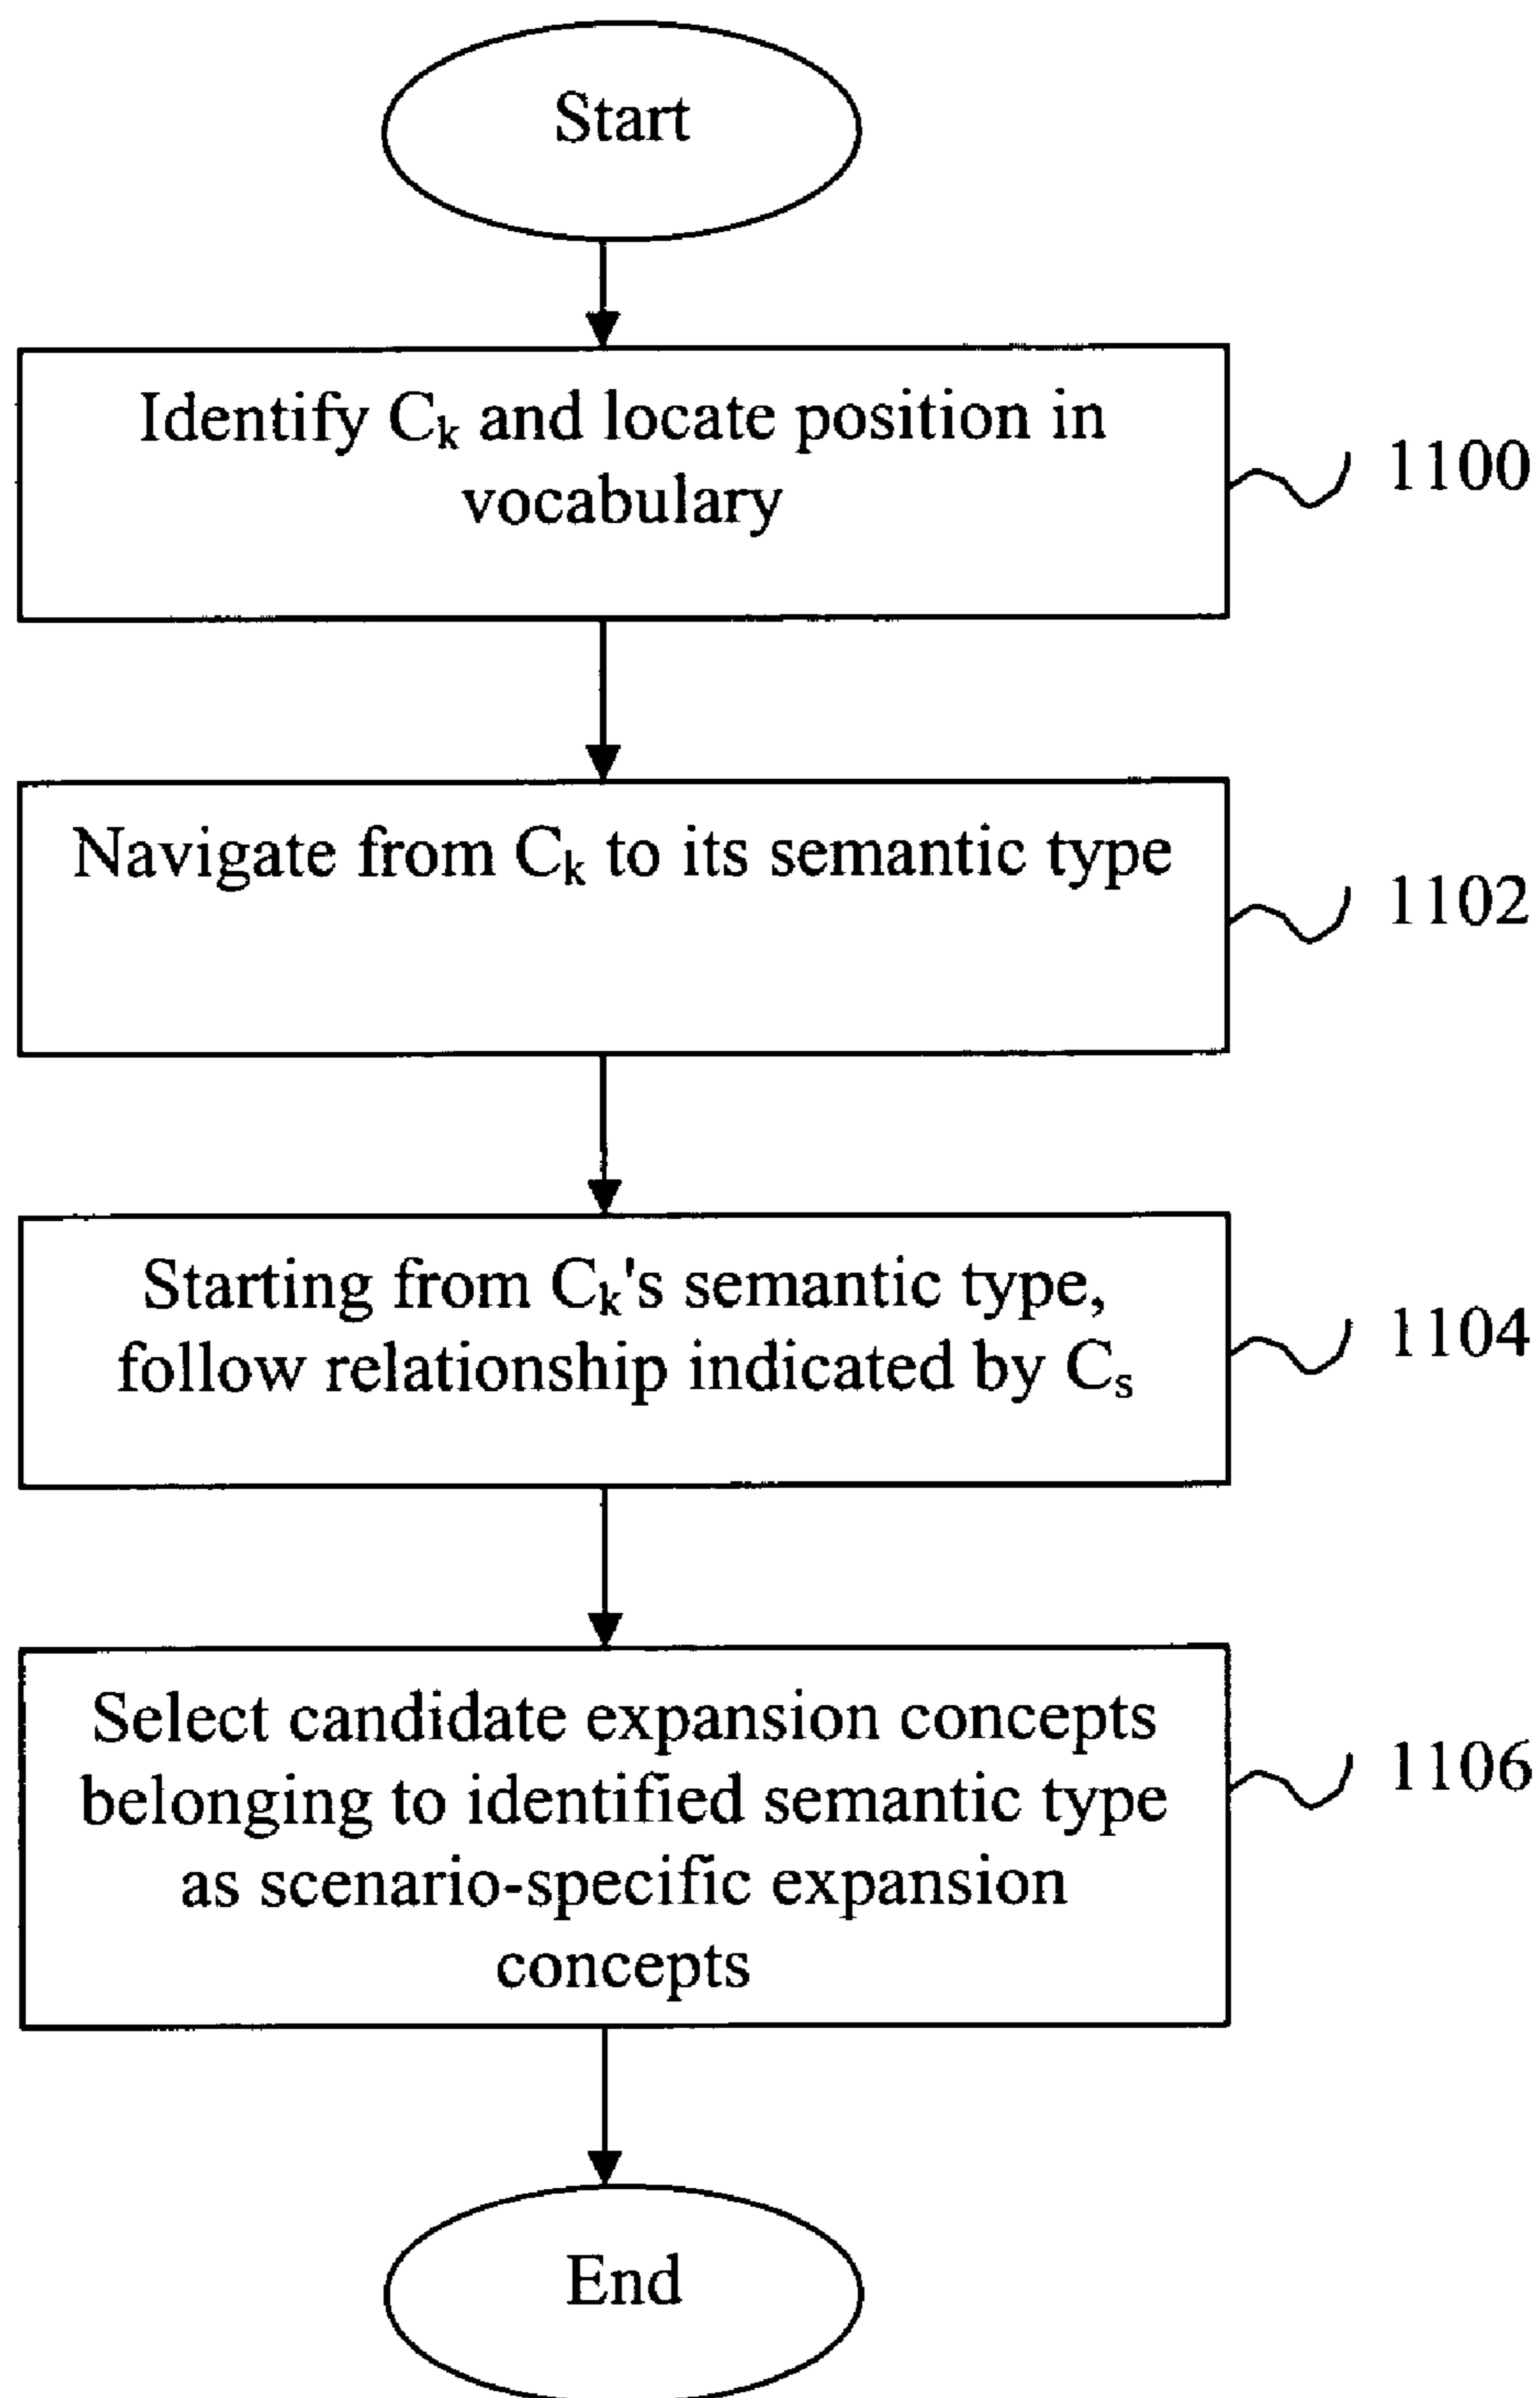 Start
Identify Ck and locate position in
vocabulary
1100
Navigate from Ck to its semantic type
1102
Starting from Ck's semantic type,
follow relationship indicated by Cs
1104
Select candidate expansion concepts
belonging to identified semantic type
as scenario-specific expansion
concepts
1106
End